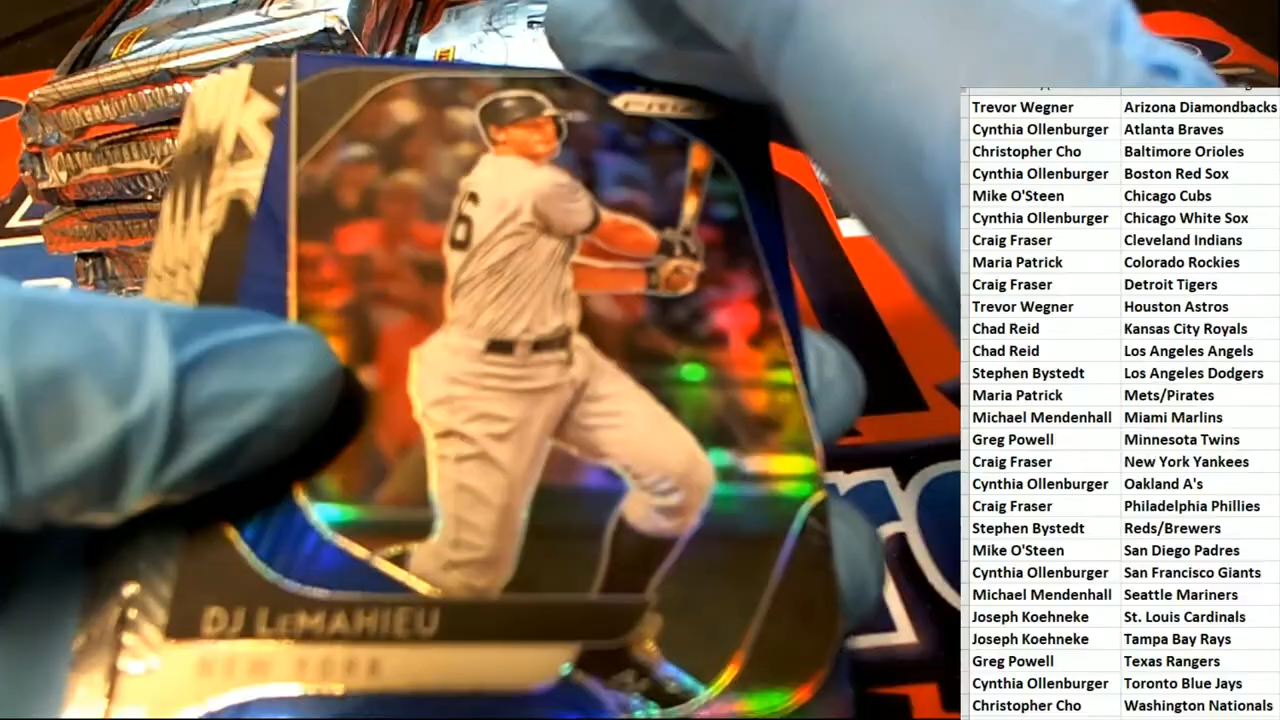 PRIZM
6
DJ LeMAHIEU
NEW YORK
Trevor Wegner Arizona Diamondbacks
Cynthia Ollenburger Atlanta Braves
Christopher Cho Baltimore Orioles
Cynthia Ollenburger Boston Red Sox
Mike O'Steen Chicago Cubs
Cynthia Ollenburger Chicago White Sox
Craig Fraser Cleveland Indians
Maria Patrick Colorado Rockies
Craig Fraser Detroit Tigers
Trevor Wegner Houston Astros
Chad Reid Kansas City Royals
Chad Reid Los Angeles Angels
Stephen Bystedt Los Angeles Dodgers
Maria Patrick Mets/Pirates
Michael Mendenhall Miami Marlins
Greg Powell Minnesota Twins
Craig Fraser New York Yankees
Cynthia Ollenburger Oakland A's
Craig Fraser Philadelphia Phillies
Stephen Bystedt Reds/Brewers
Mike O'Steen San Diego Padres
Cynthia Ollenburger San Francisco Giants
Michael Mendenhall Seattle Mariners
Joseph Koehneke St. Louis Cardinals
Joseph Koehneke Tampa Bay Rays
Greg Powell Texas Rangers
Cynthia Ollenburger Toronto Blue Jays
Christopher Cho Washington Nationals